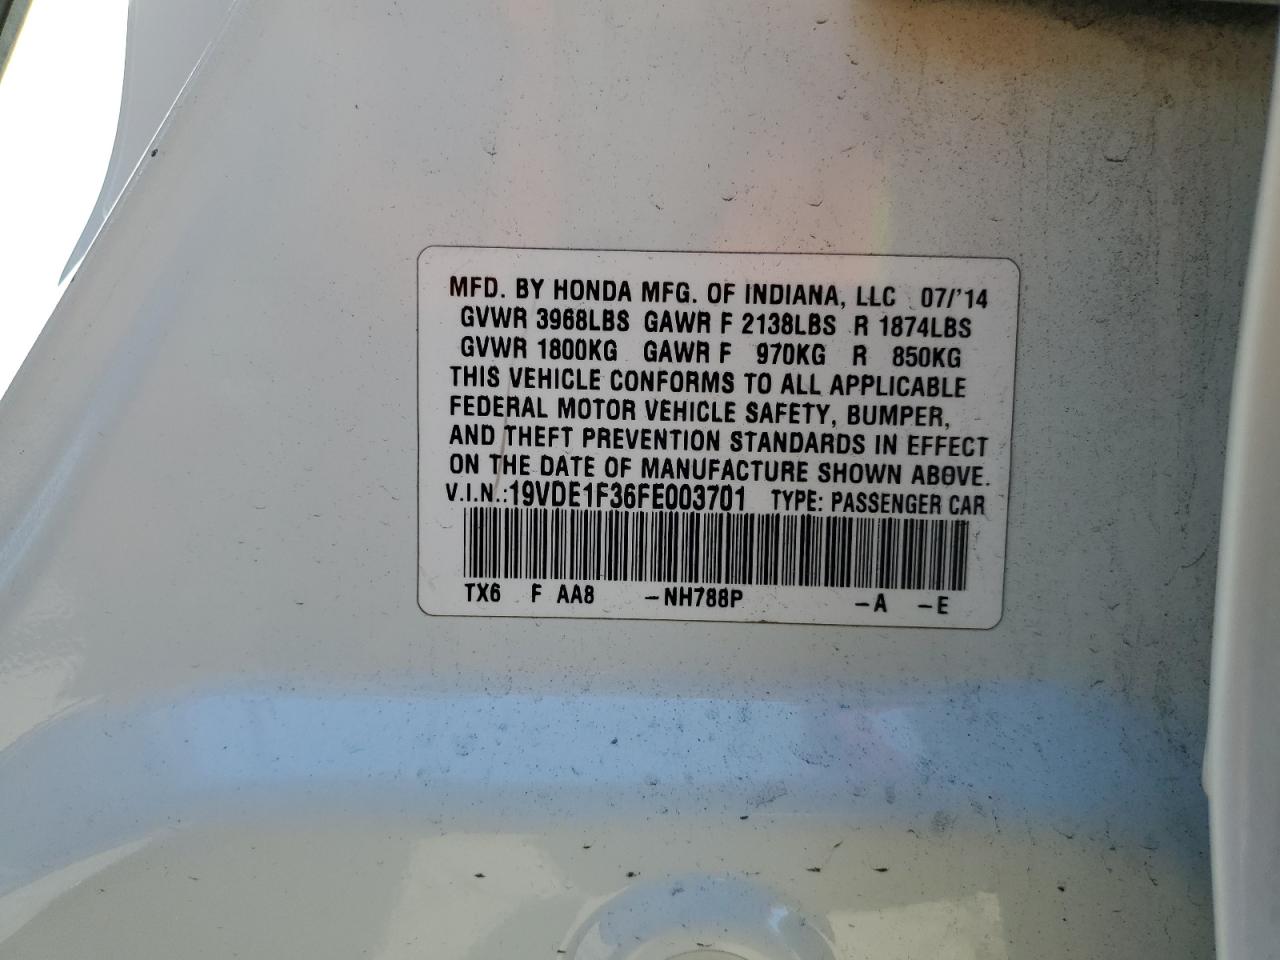 MFD. BY HONDA MFG. OF INDIANA, LLC 07/'14
GVWR 3968LBS GAWR F 2138LBS R 1874LBS
GVWR 1800KG GAWR F 970KG R 850KG
THIS VEHICLE CONFORMS TO ALL APPLICABLE
FEDERAL MOTOR VEHICLE SAFETY, BUMPER,
AND THEFT PREVENTION STANDARDS IN EFFECT
ON THE DATE OF MANUFACTURE SHOWN ABOVE.
V.I.N.:19VDE1F36FE003701 TYPE: PASSENGER CAR
TX6 F AA8 -NH788P -A -E